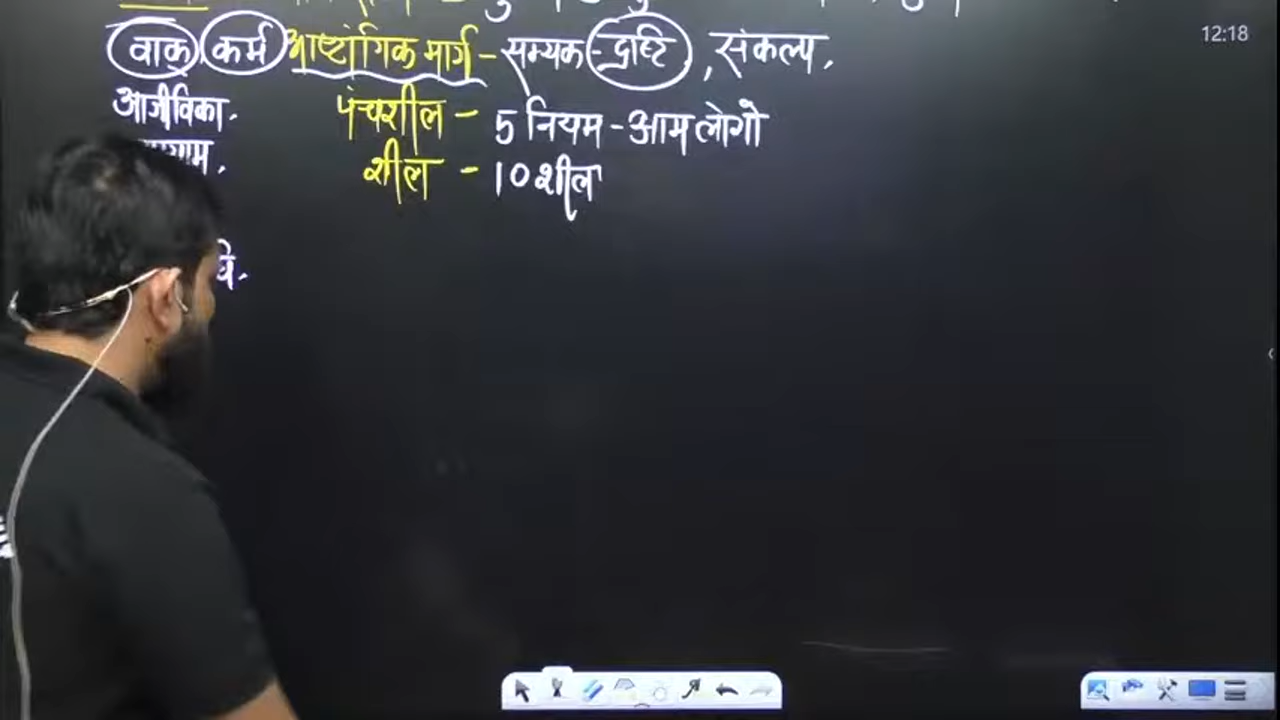 12:18
वाक् कर्म आष्टांगिक मार्ग - सम्यक - दृष्टि, संकल्प,
आजीविका, पंचशील - 5 नियम - आम लोगो
शील - 10 शील